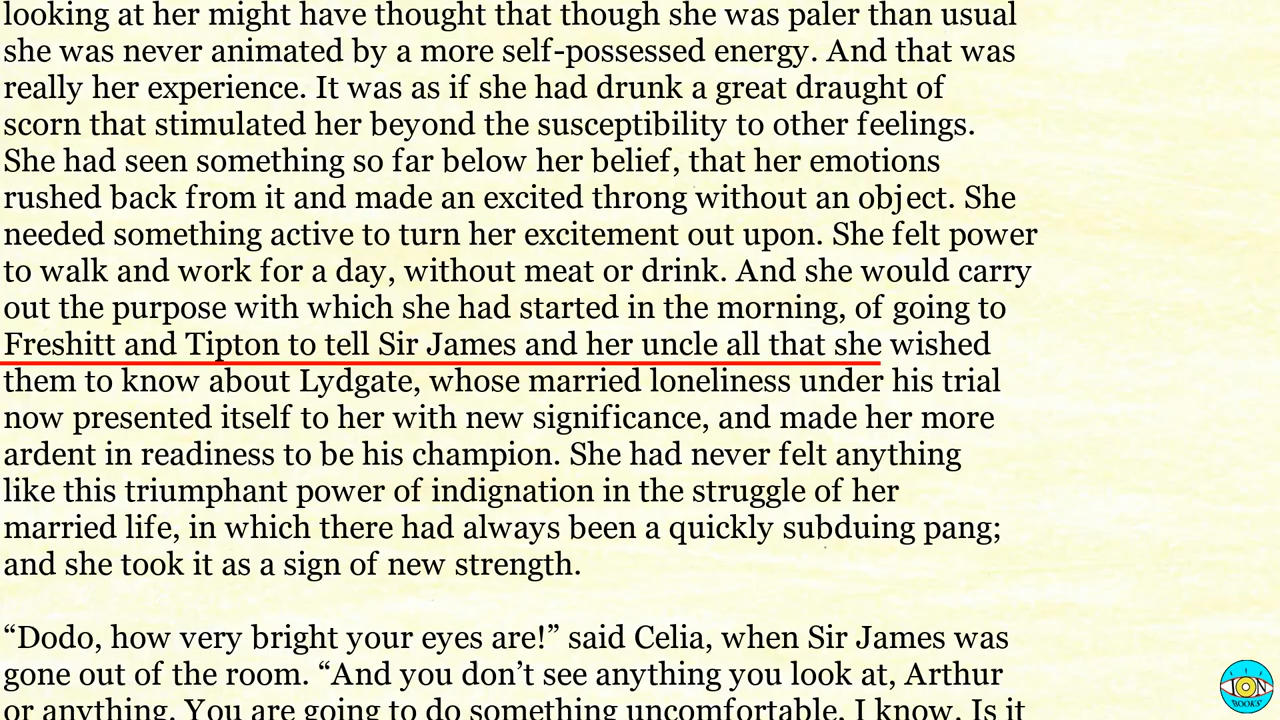 looking at her might have thought that though she was paler than usual
she was never animated by a more self-possessed energy. And that was
really her experience. It was as if she had drunk a great draught of
scorn that stimulated her beyond the susceptibility to other feelings.
She had seen something so far below her belief, that her emotions
rushed back from it and made an excited throng without an object. She
needed something active to turn her excitement out upon. She felt power
to walk and work for a day, without meat or drink. And she would carry
out the purpose with which she had started in the morning, of going to
Freshitt and Tipton to tell Sir James and her uncle all that she wished
them to know about Lydgate, whose married loneliness under his trial
now presented itself to her with new significance, and made her more
ardent in readiness to be his champion. She had never felt anything
like this triumphant power of indignation in the struggle of her
married life, in which there had always been a quickly subduing pang;
and she took it as a sign of new strength.
“Dodo, how very bright your eyes are!” said Celia, when Sir James was
gone out of the room. “And you don’t see anything you look at, Arthur
or anything. You are going to do something uncomfortable, I know. Is it
ION
BOOKS